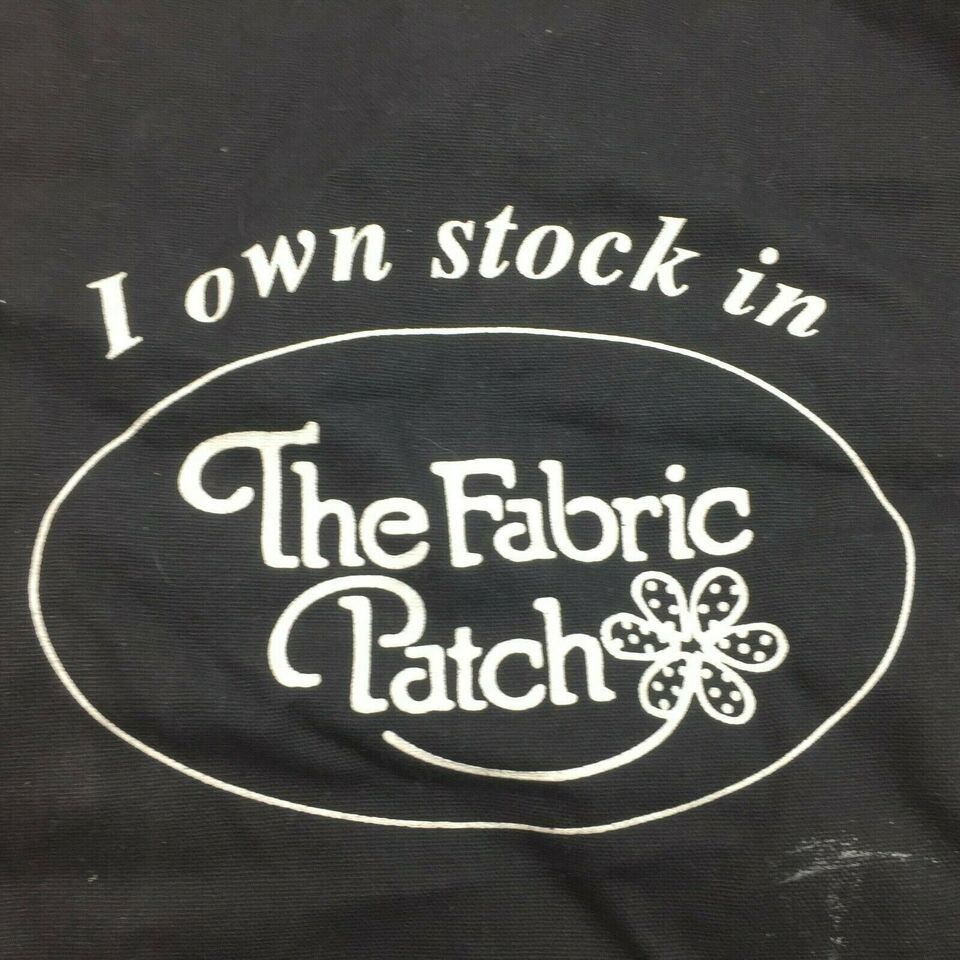 I own stock in
The Fabric
Patch